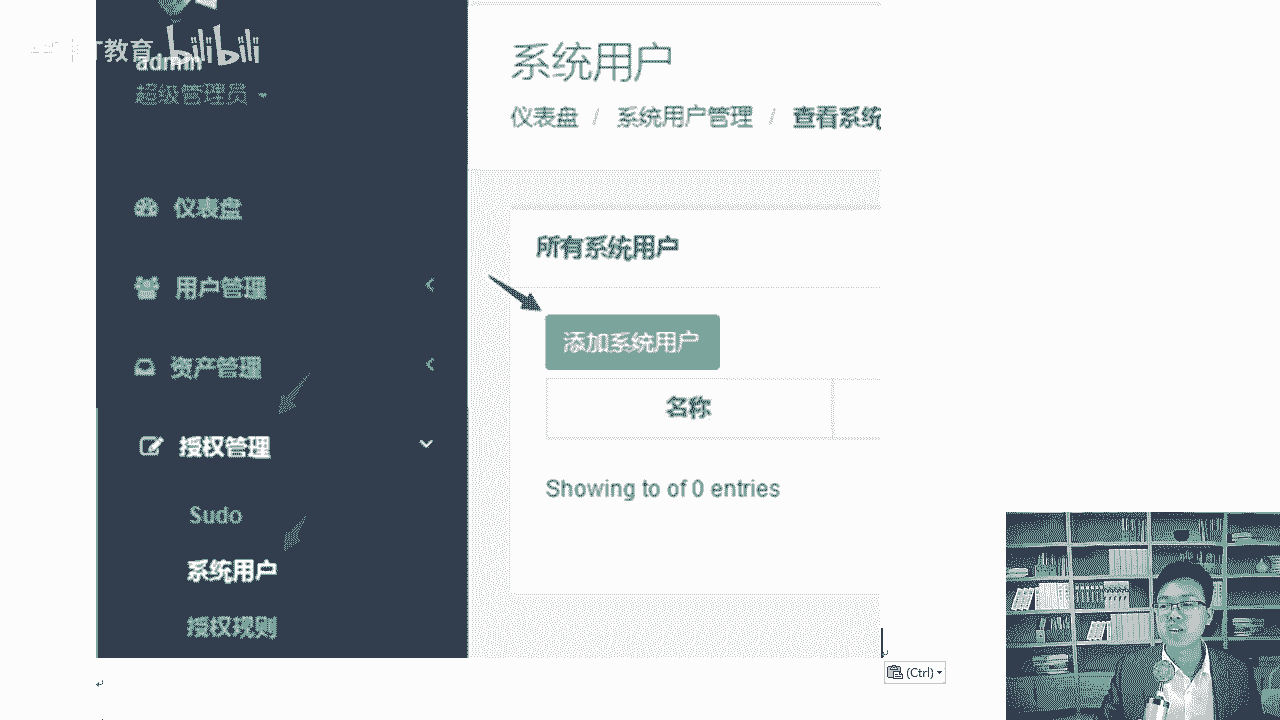 教育 bilibili
admin
超级管理员
系统用户
仪表盘 / 系统用户管理 / 查看系统
仪表盘
用户管理
资产管理
授权管理
Sudo
系统用户
授权规则
所有系统用户
添加系统用户
名称
Showing to of 0 entries
(Ctrl)